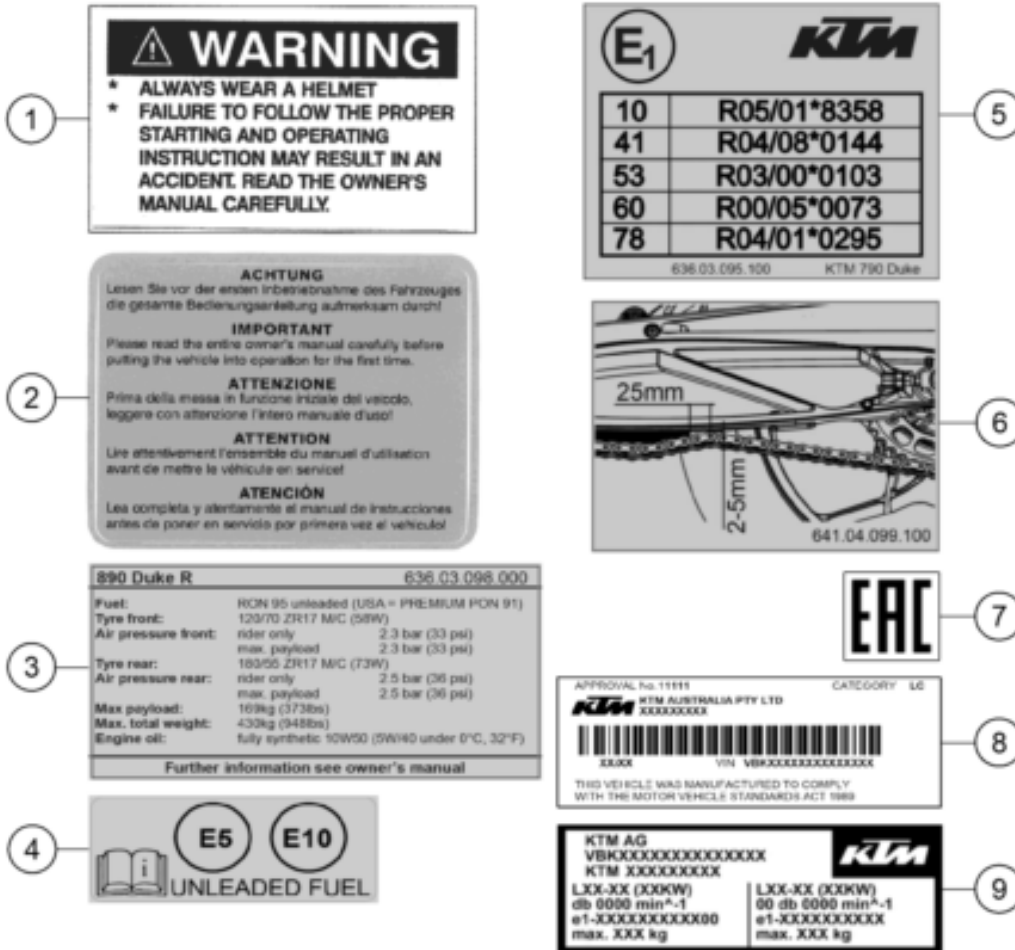 1
WARNING
* ALWAYS WEAR A HELMET
* FAILURE TO FOLLOW THE PROPER
STARTING AND OPERATING
INSTRUCTION MAY RESULT IN AN
ACCIDENT. READ THE OWNER'S
MANUAL CAREFULLY.
2
ACHTUNG
Lesen Sie vor der ersten Inbetriebnahme des Fahrzeuges
die gesamte Bedienungsanleitung aufmerksam durch!
IMPORTANT
Please read the entire owner's manual carefully before
putting the vehicle into operation for the first time.
ATTENZIONE
Prima della messa in funzione iniziale del veicolo,
leggere con attenzione l'intero manuale d'uso!
ATTENTION
Lire attentivement l'ensemble du manuel d'utilisation
avant de mettre le véhicule en service!
ATENCIÓN
Lea completa y atentamente el manual de instrucciones
antes de poner en servicio por primera vez el vehículo!
3
890 Duke R 636.03.098.000
Fuel: RON 95 unleaded (USA = PREMIUM PON 91)
Tyre front: 120/70 ZR17 M/C (58W)
Air pressure front: rider only 2.3 bar (33 psi)
max. payload 2.3 bar (33 psi)
Tyre rear: 180/55 ZR17 M/C (73W)
Air pressure rear: rider only 2.5 bar (36 psi)
max. payload 2.5 bar (36 psi)
Max payload: 169kg (373lbs)
Max. total weight: 430kg (948lbs)
Engine oil: fully synthetic 10W50 (5W/40 under 0°C, 32°F)
Further information see owner's manual
4
E5 E10
i
UNLEADED FUEL
5
E1 KTM
10 R05/01*8358
41 R04/08*0144
53 R03/00*0103
60 R00/05*0073
78 R04/01*0295
636.03.095.100 KTM 790 Duke
6
25mm
2-5mm
641.04.099.100
7
EAC
8
APPROVAL No. 11111 CATEGORY LC
KTM KTM AUSTRALIA PTY LTD
XXXXXXXXX
XX/XX VIN VBKXXXXXXXXXXXXXX
THIS VEHICLE WAS MANUFACTURED TO COMPLY
WITH THE MOTOR VEHICLE STANDARDS ACT 1989
9
KTM AG
VBKXXXXXXXXXXXXXX
KTM XXXXXXXXX
KTM
LXX-XX (XXKW) LXX-XX (XXKW)
db 0000 min^-1 00 db 0000 min^-1
e1-XXXXXXXXXX00 e1-XXXXXXXXXX
max. XXX kg max. XXX kg